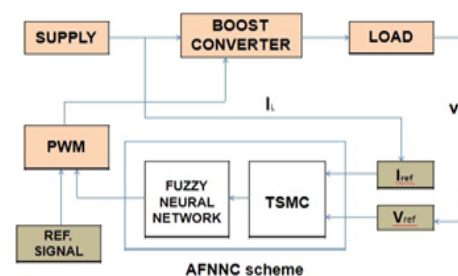 SUPPLY
BOOST
CONVERTER
LOAD
IL
v
PWM
FUZZY
NEURAL
NETWORK
TSMC
Iref
Vref
REF.
SIGNAL
AFNNC scheme